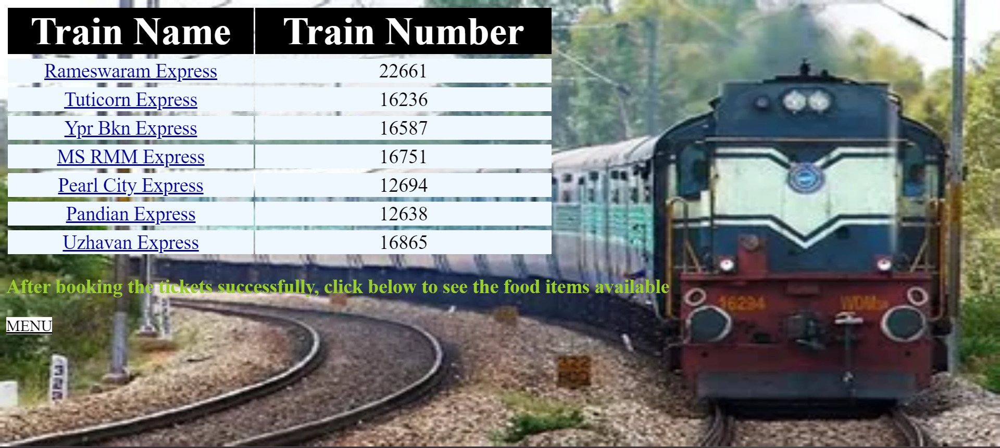 Train Name Train Number
Rameswaram Express 22661
Tuticorn Express 16236
Ypr Bkn Express 16587
MS RMM Express 16751
Pearl City Express 12694
Pandian Express 12638
Uzhavan Express 16865
After booking the tickets successfully, click below to see the food items available
16294 WDM
MENU